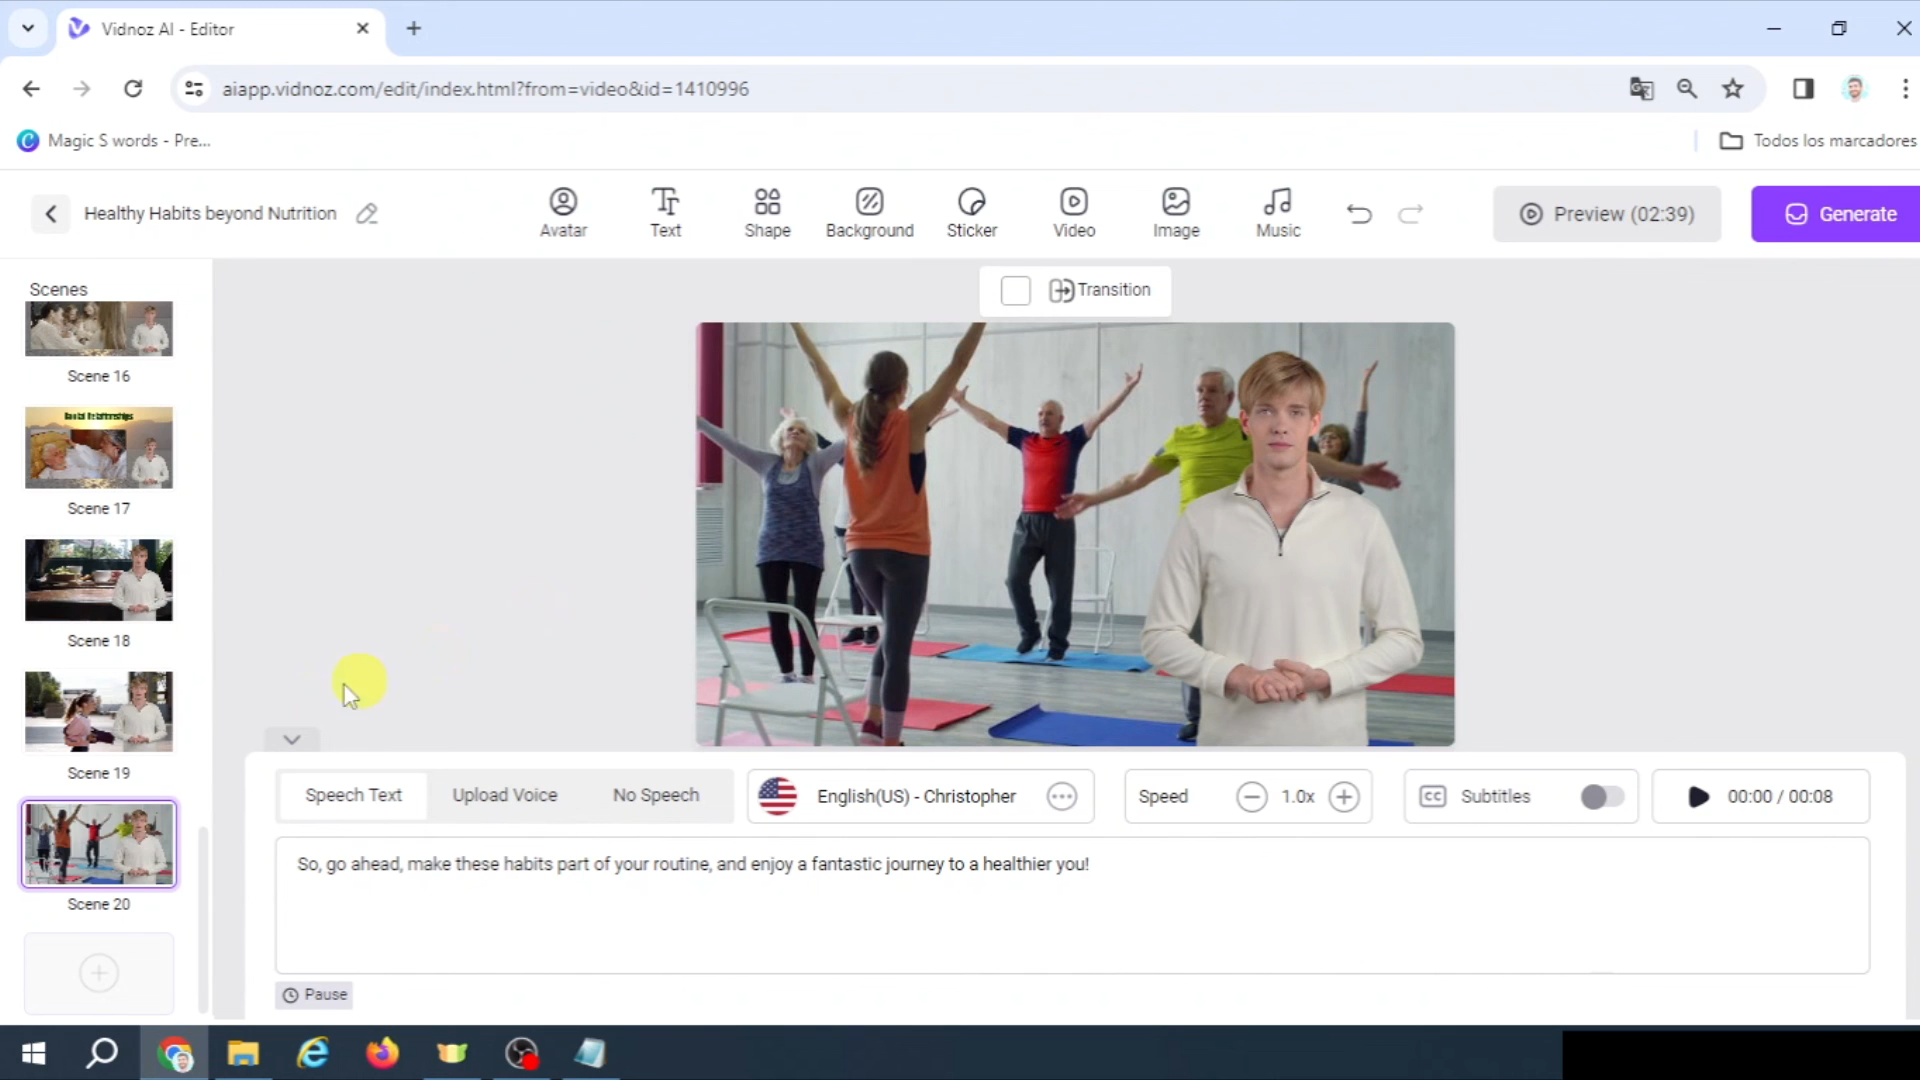 Vidnoz AI - Editor
aiapp.vidnoz.com/edit/index.html?from=video&id=1410996
Magic S words - Pre...
Todos los marcadores
Healthy Habits beyond Nutrition
Avatar
Text
Shape
Background
Sticker
Video
Image
Music
Preview (02:39)
Generate
Scenes
Transition
Scene 16
Scene 17
Scene 18
Scene 19
Scene 20
Speech Text
Upload Voice
No Speech
English(US) - Christopher
Speed
1.0x
CC
Subtitles
00:00 / 00:08
So, go ahead, make these habits part of your routine, and enjoy a fantastic journey to a healthier you!
Pause